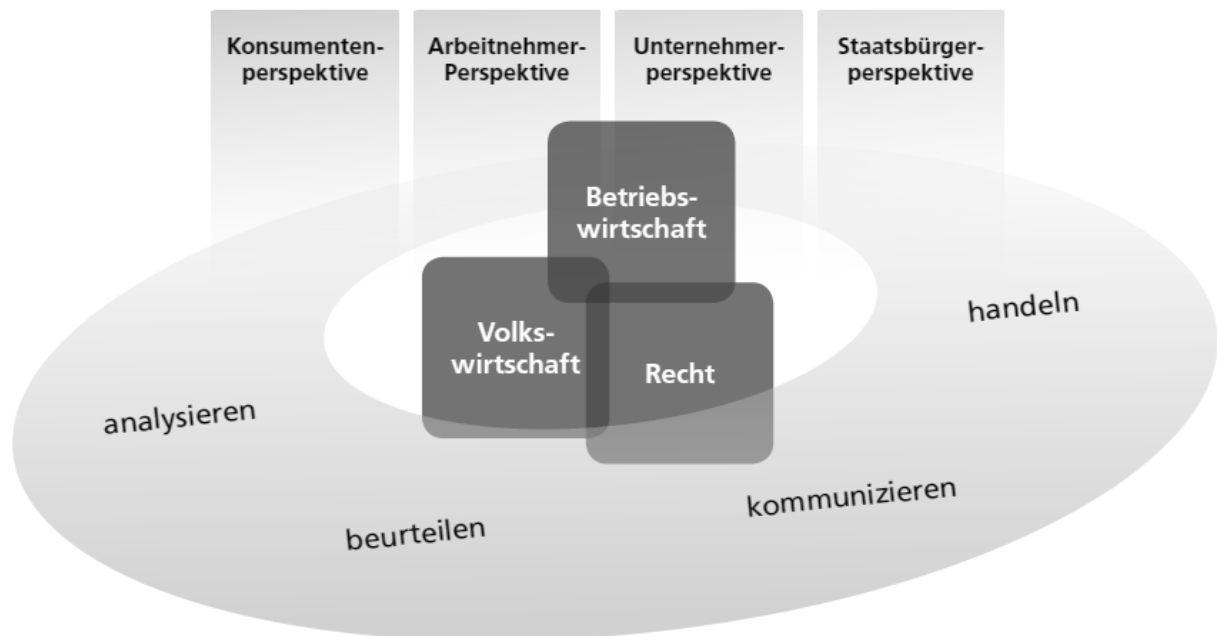 Konsumenten-
perspektive
Arbeitnehmer-
Perspektive
Unternehmer-
perspektive
Staatsbürger-
perspektive
Betriebs-
wirtschaft
Volks-
wirtschaft
Recht
handeln
analysieren
kommunizieren
beurteilen